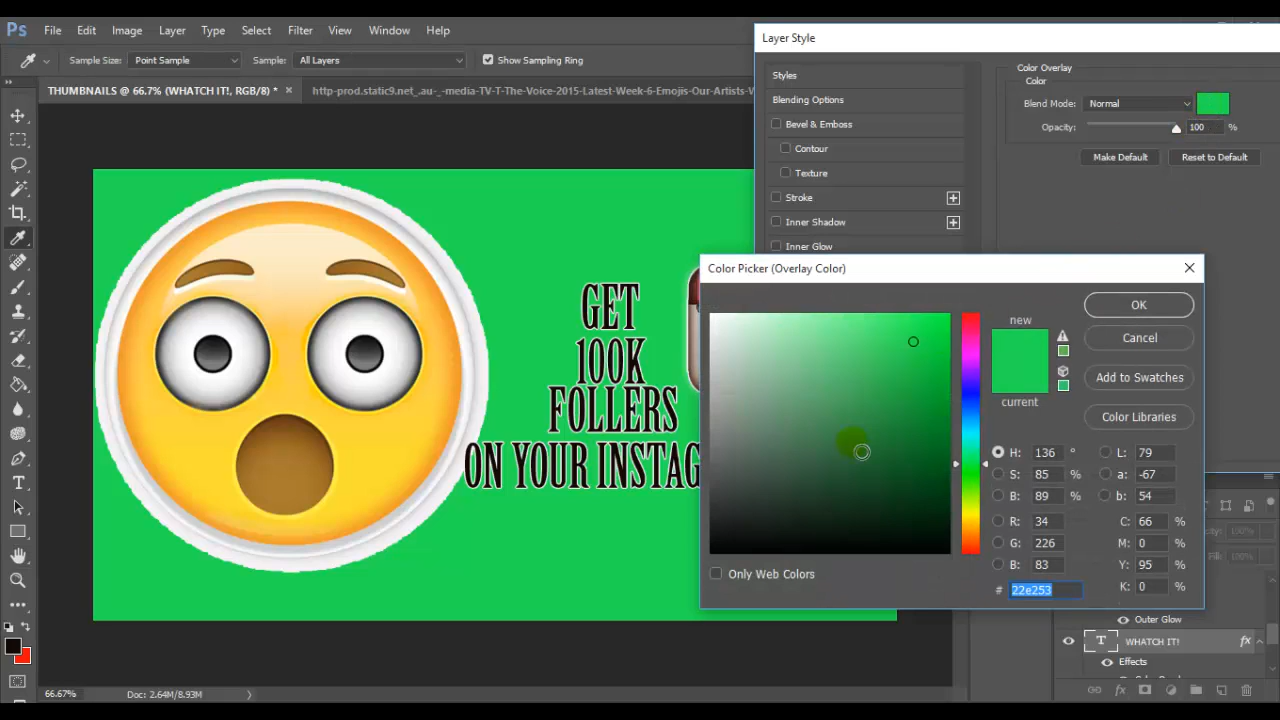 Ps File Edit Image Layer Type Select Filter View Window Help
Layer Style
Sample Size: Point Sample Sample: All Layers Show Sampling Ring
THUMBNAILS @ 66.7% (WHATCH IT!, RGB/8) * ×
http-prod.static9.net_.au-_-media-TV-T-The-Voice-2015-Latest-Week-6-Emojis-Our-Artists-W
Styles
Blending Options
Bevel & Emboss
Contour
Texture
Stroke
Inner Shadow
Inner Glow
Color Overlay
Color
Blend Mode: Normal
Opacity: 100 %
Make Default Reset to Default
GET
100K
FOLLERS
ON YOUR INSTAG
Color Picker (Overlay Color)
new
current
OK
Cancel
Add to Swatches
Color Libraries
H: 136 ° L: 79
S: 85 % a: -67
B: 89 % b: 54
R: 34 C: 66 %
G: 226 M: 0 %
B: 83 Y: 95 %
# 22e253 K: 0 %
Only Web Colors
Outer Glow
T WHATCH IT! fx
Effects
66.67% Doc: 2.64M/8.93M